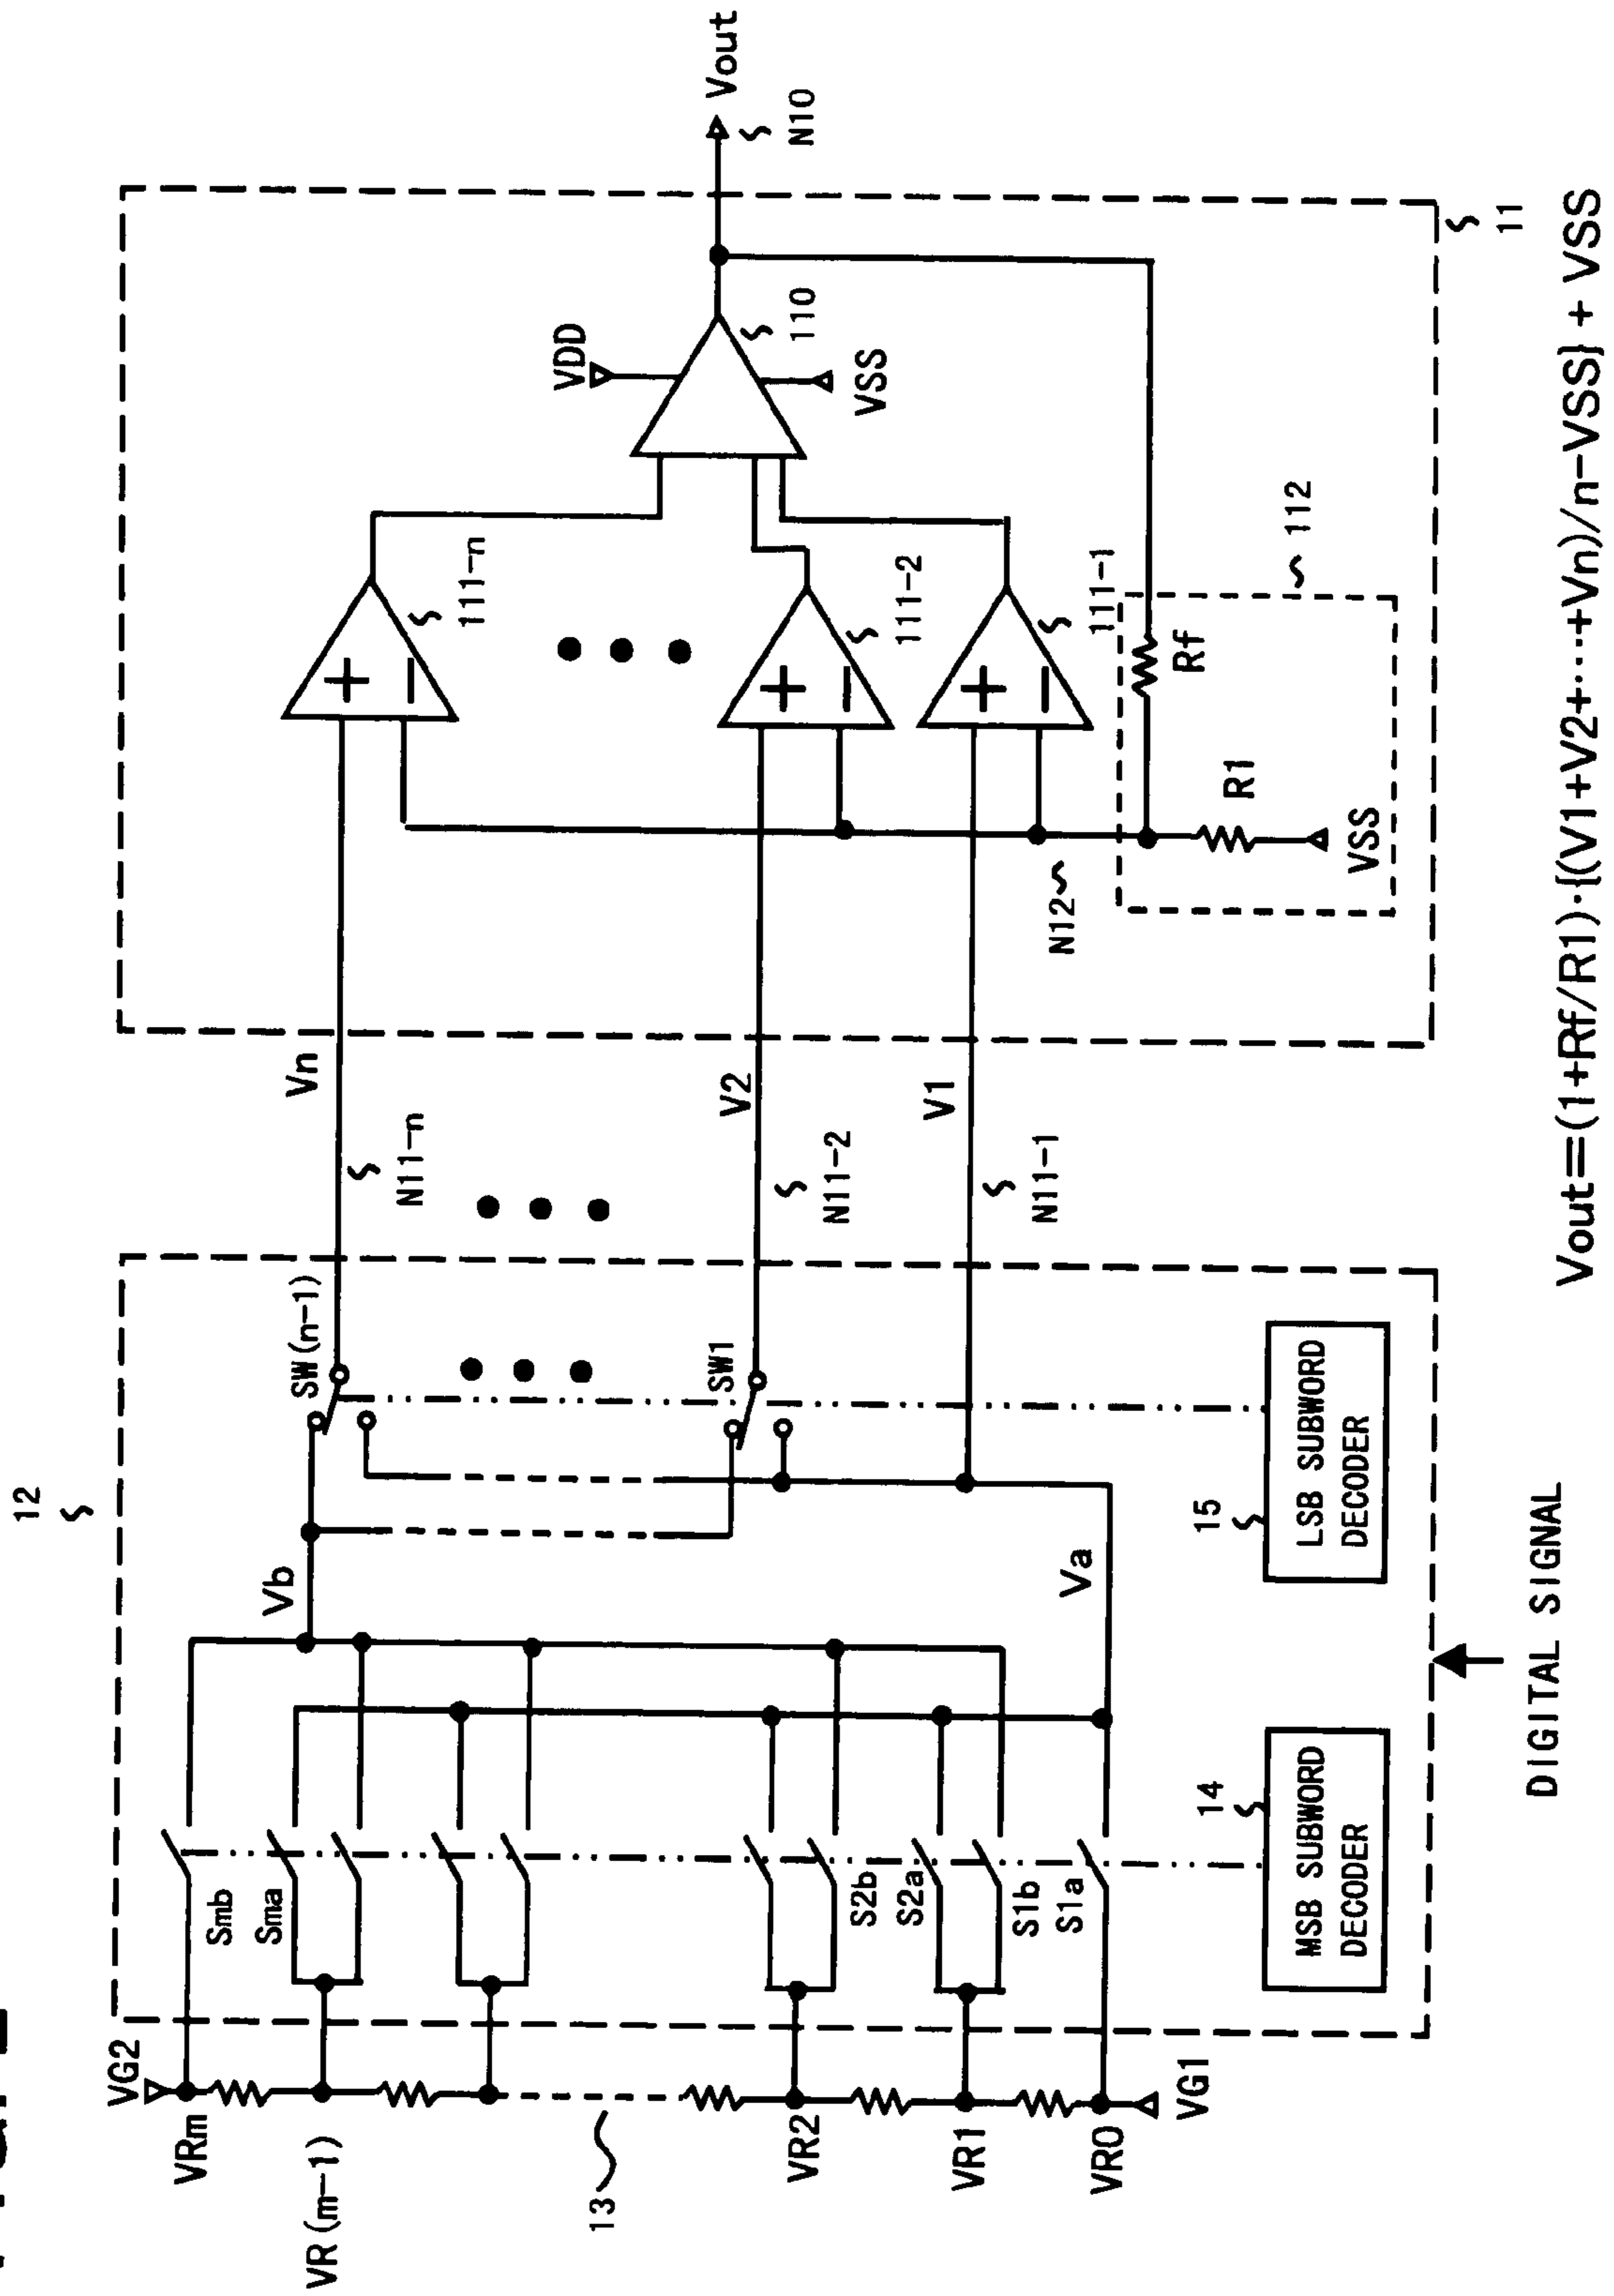 12
VG2
VRm
VR(m-1)
13
VR2
VR1
VR0
VG1
Smb
Sma
S2b
S2a
S1b
S1a
14
MSB SUBWORD
DECODER
Vb
Va
SW(n-1)
SW1
15
LSB SUBWORD
DECODER
DIGITAL SIGNAL
Vn
N11-n
V2
N11-2
V1
N11-1
111-n
111-2
111-1
N12
R1
Rf
VSS
112
VDD
110
VSS
11
Vout
N10
Vout=(1+Rf/R1)·{(V1+V2+···+Vn)/n-VSS} + VSS